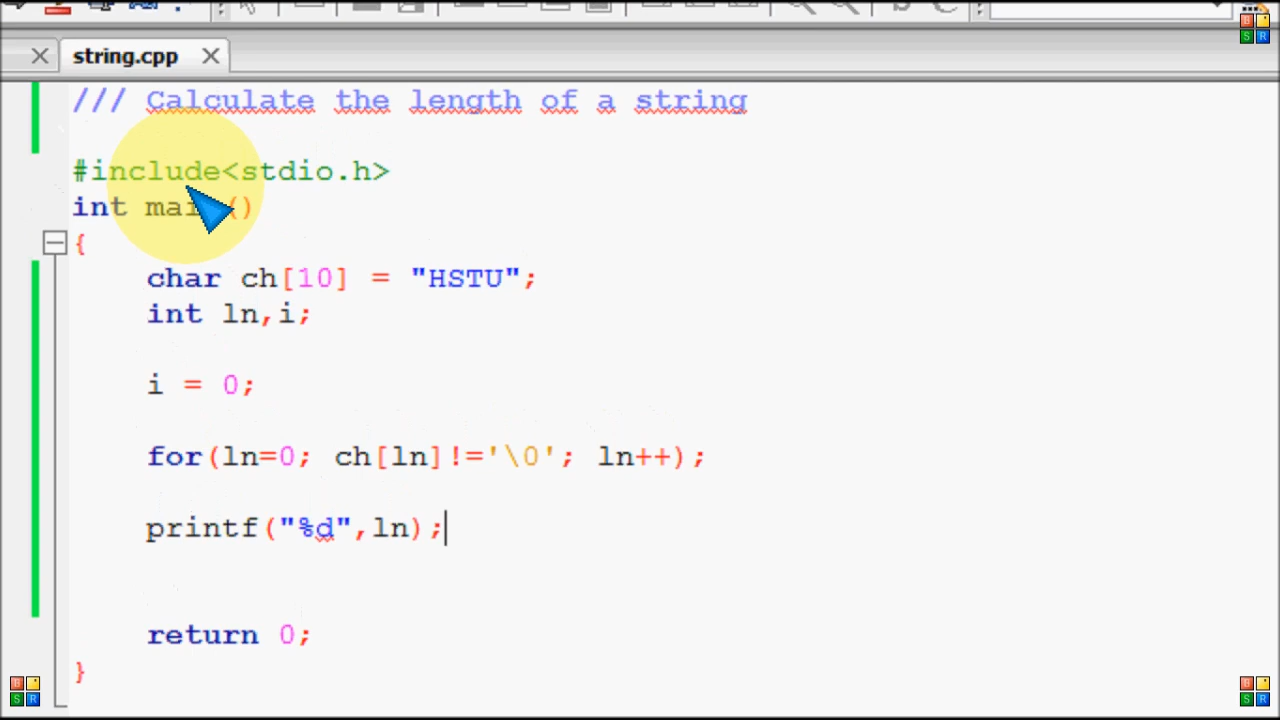 string.cpp
/// Calculate the length of a string
#include<stdio.h>
int main()
{
char ch[10] = "HSTU";
int ln,i;
i = 0;
for(ln=0; ch[ln]!='\0'; ln++);
printf("%d",ln);
return 0;
}